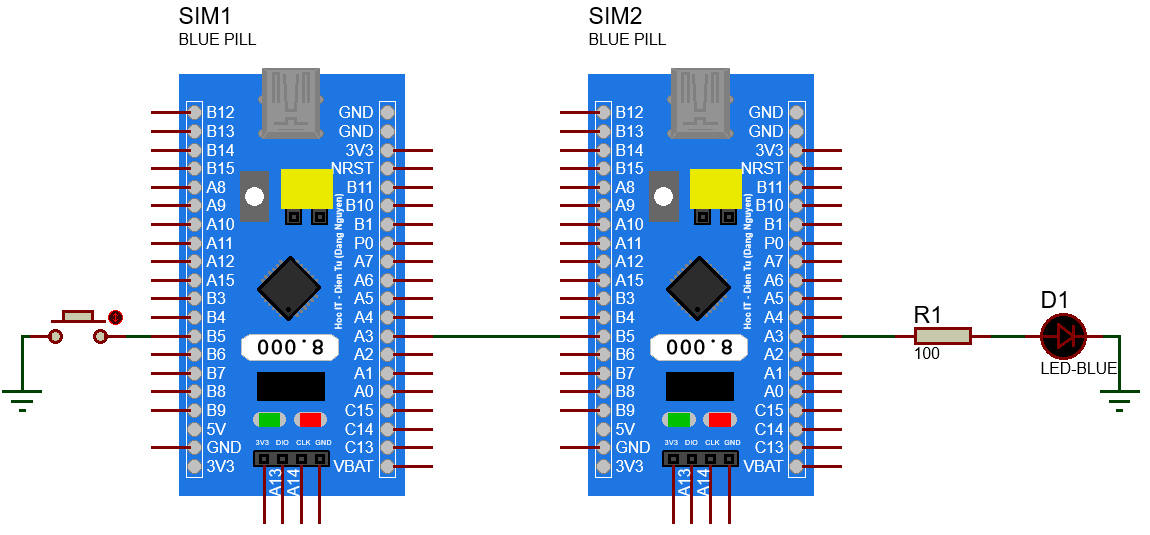 SIM1
BLUE PILL
B12
B13
B14
B15
A8
A9
A10
A11
A12
A15
B3
B4
B5
B6
B7
B8
B9
5V
GND
3V3
GND
GND
3V3
NRST
B11
B10
B1
P0
A7
A6
A5
A4
A3
A2
A1
A0
C15
C14
C13
VBAT
Hoc IT - Dien Tu (Dang Nguyen)
8.000
3V3 DIO CLK GND
A13
A14
SIM2
BLUE PILL
B12
B13
B14
B15
A8
A9
A10
A11
A12
A15
B3
B4
B5
B6
B7
B8
B9
5V
GND
3V3
GND
GND
3V3
NRST
B11
B10
B1
P0
A7
A6
A5
A4
A3
A2
A1
A0
C15
C14
C13
VBAT
Hoc IT - Dien Tu (Dang Nguyen)
8.000
3V3 DIO CLK GND
A13
A14
R1
100
D1
LED-BLUE